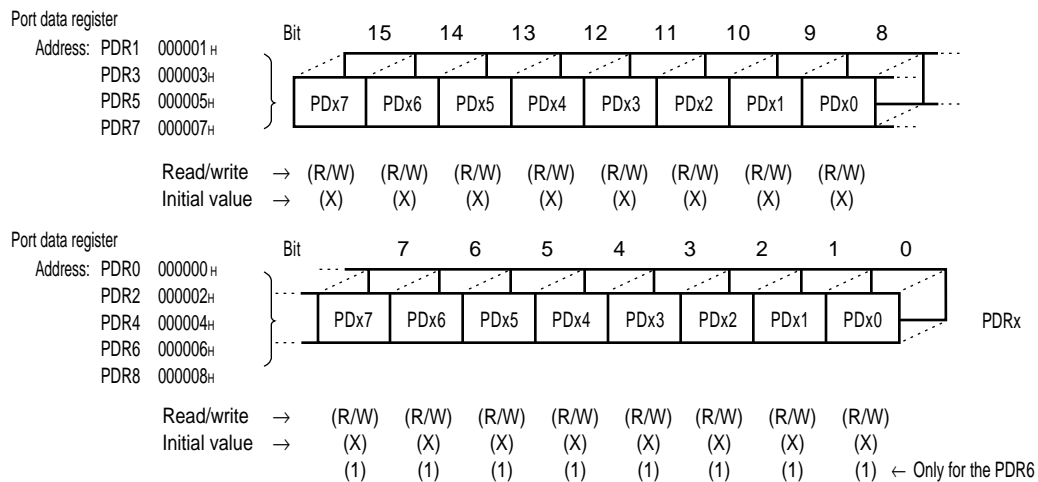 Port data register
Bit 15 14 13 12 11 10 9 8
Address: PDR1 000001H
PDR3 000003H
PDR5 000005H
PDR7 000007H
PDx7 PDx6 PDx5 PDx4 PDx3 PDx2 PDx1 PDx0
Read/write → (R/W) (R/W) (R/W) (R/W) (R/W) (R/W) (R/W) (R/W)
Initial value → (X) (X) (X) (X) (X) (X) (X) (X)
Port data register
Bit 7 6 5 4 3 2 1 0
Address: PDR0 000000H
PDR2 000002H
PDR4 000004H
PDR6 000006H
PDR8 000008H
PDx7 PDx6 PDx5 PDx4 PDx3 PDx2 PDx1 PDx0 PDRx
Read/write → (R/W) (R/W) (R/W) (R/W) (R/W) (R/W) (R/W) (R/W)
Initial value → (X) (X) (X) (X) (X) (X) (X) (X)
(1) (1) (1) (1) (1) (1) (1) (1) ← Only for the PDR6